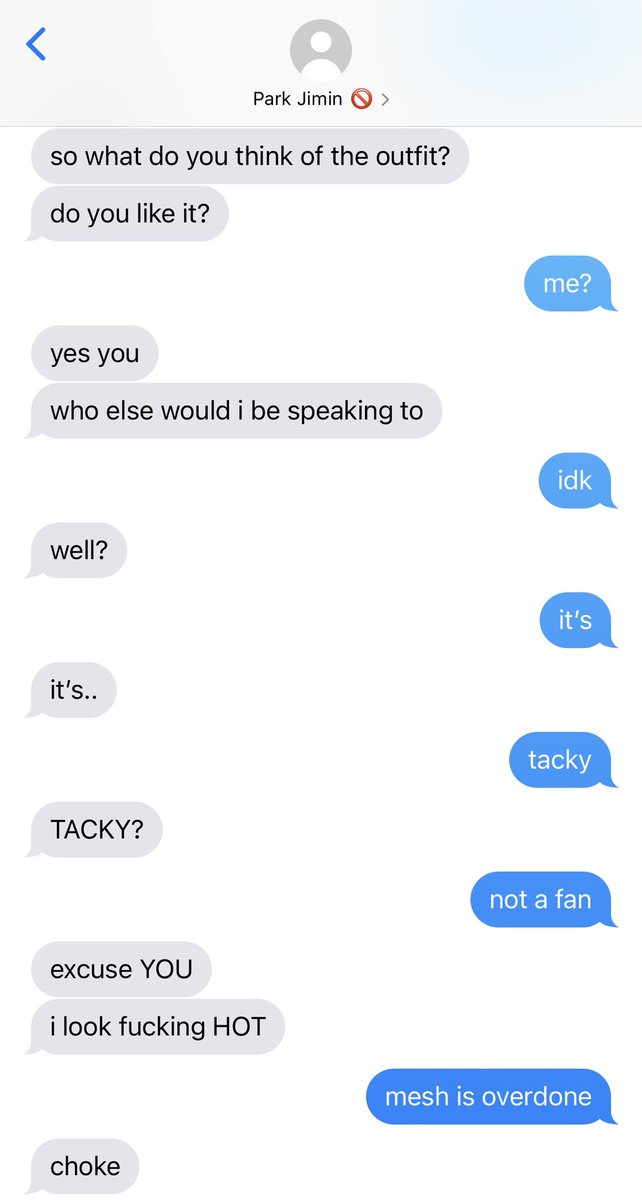 Park Jimin 🚫
so what do you think of the outfit?
do you like it?
me?
yes you
who else would i be speaking to
idk
well?
it’s
it’s..
tacky
TACKY?
not a fan
excuse YOU
i look fucking HOT
mesh is overdone
choke